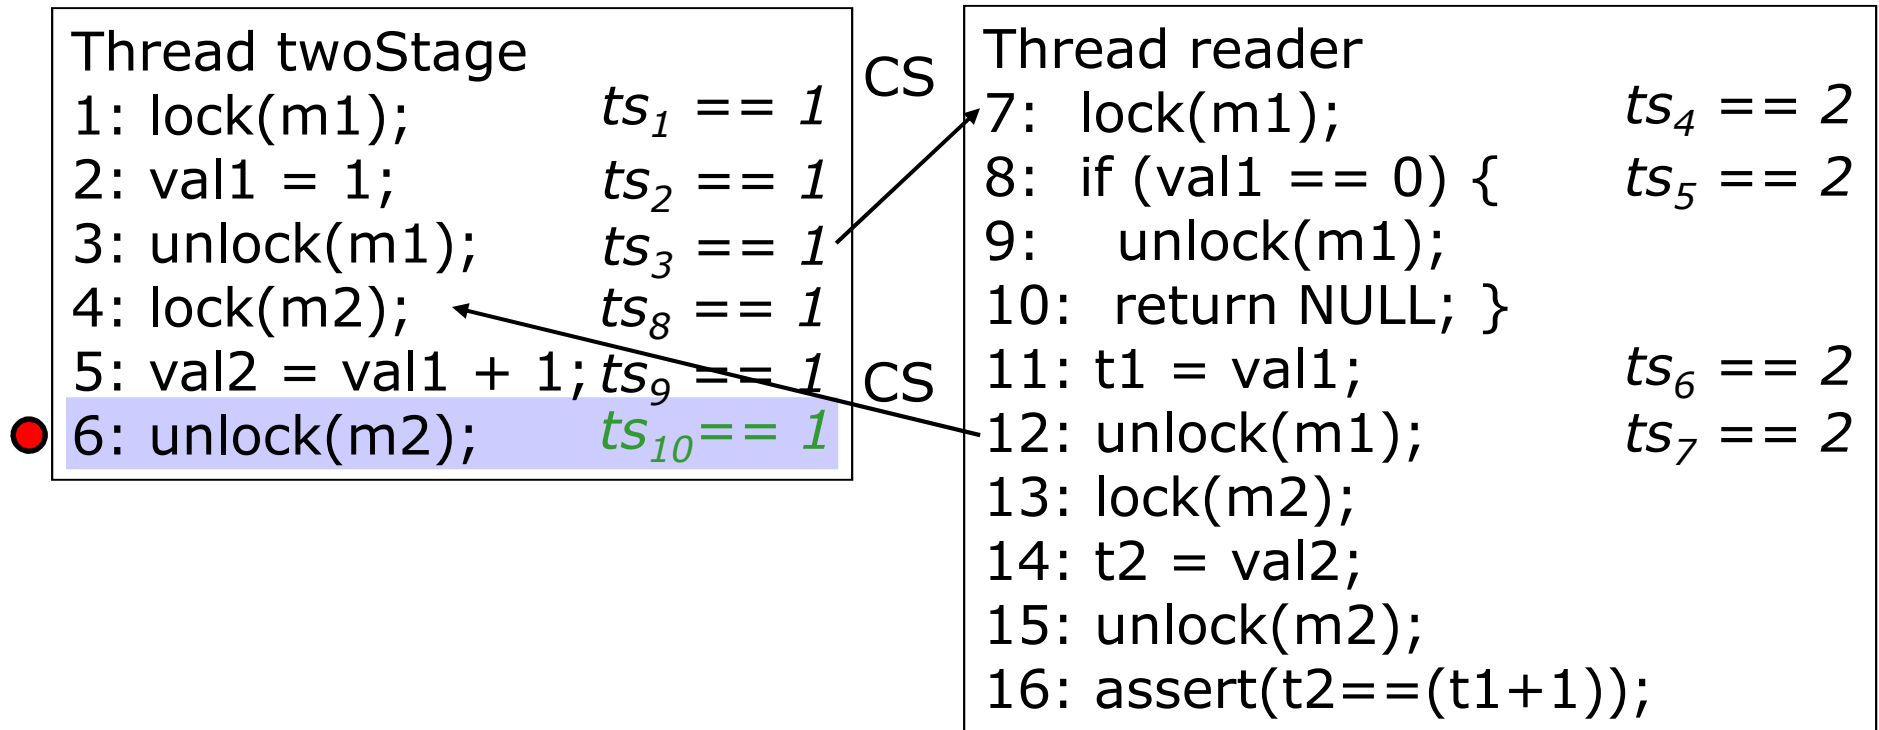 Thread twoStage
1: lock(m1); ts1 == 1
2: val1 = 1; ts2 == 1
3: unlock(m1); ts3 == 1
4: lock(m2); ts8 == 1
5: val2 = val1 + 1; ts9 == 1
6: unlock(m2); ts10== 1
CS
CS
Thread reader
7: lock(m1); ts4 == 2
8: if (val1 == 0) { ts5 == 2
9: unlock(m1);
10: return NULL; }
11: t1 = val1; ts6 == 2
12: unlock(m1); ts7 == 2
13: lock(m2);
14: t2 = val2;
15: unlock(m2);
16: assert(t2==(t1+1));